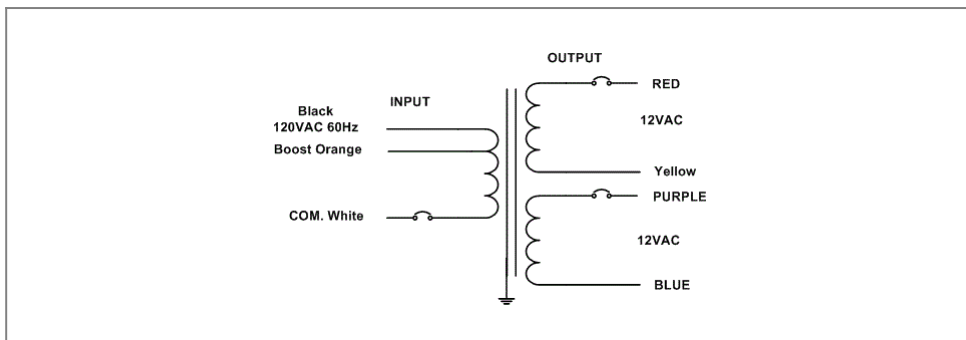 OUTPUT
RED
INPUT
Black
120VAC 60Hz
12VAC
Boost Orange
Yellow
PURPLE
COM. White
12VAC
BLUE